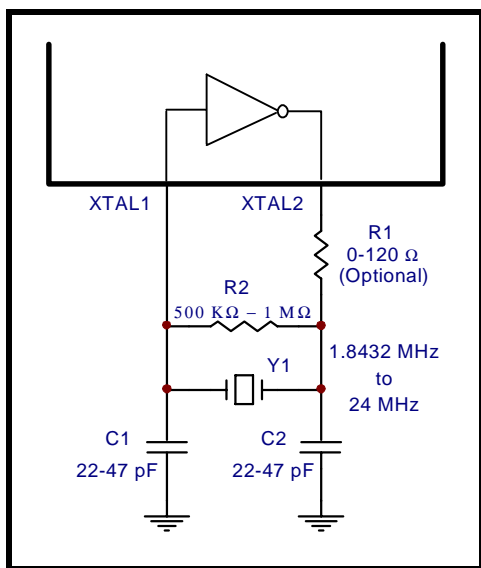 XTAL1
XTAL2
R1
0-120 Ω
(Optional)
R2
500 KΩ – 1 MΩ
Y1
1.8432 MHz
to
24 MHz
C1
22-47 pF
C2
22-47 pF